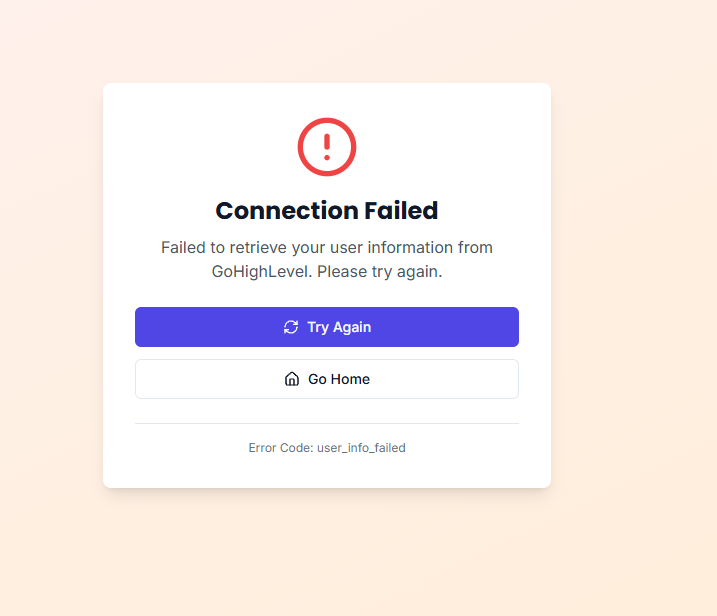 Connection Failed
Failed to retrieve your user information from
GoHighLevel. Please try again.
Try Again
Go Home
Error Code: user_info_failed